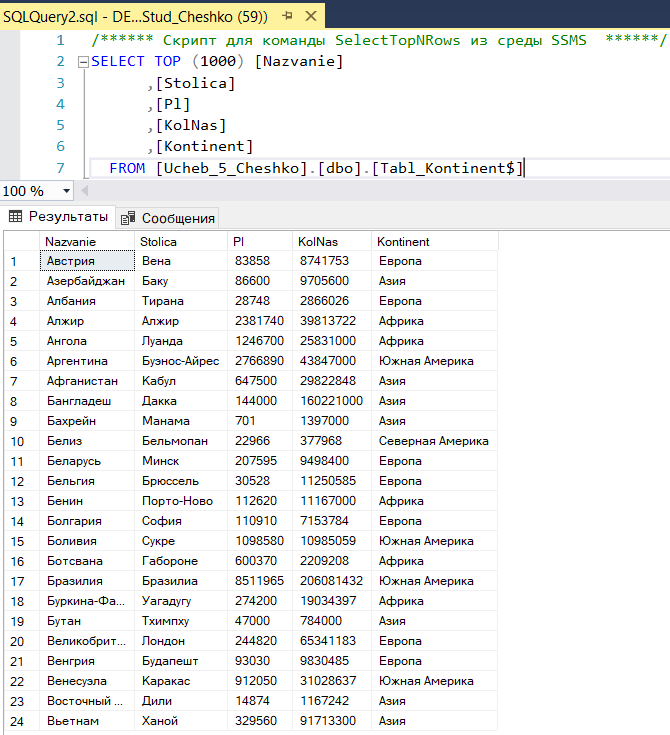 SQLQuery2.sql - DE...Stud_Cheshko (59))
1 /****** Скрипт для команды SelectTopNRows из среды SSMS ******/
2 SELECT TOP (1000) [Nazvanie]
3 ,[Stolica]
4 ,[Pl]
5 ,[KolNas]
6 ,[Kontinent]
7 FROM [Ucheb_5_Cheshko].[dbo].[Tabl_Kontinent$]
100 %
Результаты Сообщения
Nazvanie Stolica Pl KolNas Kontinent
1 Австрия Вена 83858 8741753 Европа
2 Азербайджан Баку 86600 9705600 Азия
3 Албания Тирана 28748 2866026 Европа
4 Алжир Алжир 2381740 39813722 Африка
5 Ангола Луанда 1246700 25831000 Африка
6 Аргентина Буэнос-Айрес 2766890 43847000 Южная Америка
7 Афганистан Кабул 647500 29822848 Азия
8 Бангладеш Дакка 144000 160221000 Азия
9 Бахрейн Манама 701 1397000 Азия
10 Белиз Бельмопан 22966 377968 Северная Америка
11 Беларусь Минск 207595 9498400 Европа
12 Бельгия Брюссель 30528 11250585 Европа
13 Бенин Порто-Ново 112620 11167000 Африка
14 Болгария София 110910 7153784 Европа
15 Боливия Сукре 1098580 10985059 Южная Америка
16 Ботсвана Габороне 600370 2209208 Африка
17 Бразилия Бразилиа 8511965 206081432 Южная Америка
18 Буркина-Фа... Уагадугу 274200 19034397 Африка
19 Бутан Тхимпху 47000 784000 Азия
20 Великобрит... Лондон 244820 65341183 Европа
21 Венгрия Будапешт 93030 9830485 Европа
22 Венесуэла Каракас 912050 31028637 Южная Америка
23 Восточный ... Дили 14874 1167242 Азия
24 Вьетнам Ханой 329560 91713300 Азия